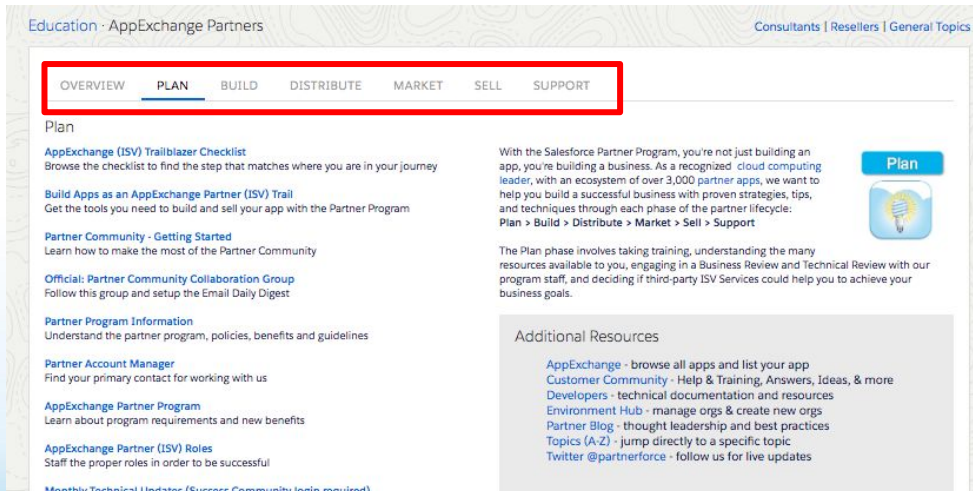 Education · AppExchange Partners
Consultants | Resellers | General Topics
OVERVIEW PLAN BUILD DISTRIBUTE MARKET SELL SUPPORT
Plan
AppExchange (ISV) Trailblazer Checklist
Browse the checklist to find the step that matches where you are in your journey
Build Apps as an AppExchange Partner (ISV) Trail
Get the tools you need to build and sell your app with the Partner Program
Partner Community - Getting Started
Learn how to make the most of the Partner Community
Official: Partner Community Collaboration Group
Follow this group and setup the Email Daily Digest
Partner Program Information
Understand the partner program, policies, benefits and guidelines
Partner Account Manager
Find your primary contact for working with us
AppExchange Partner Program
Learn about program requirements and new benefits
AppExchange Partner (ISV) Roles
Staff the proper roles in order to be successful
Monthly Technical Updates (Success Community login required)
With the Salesforce Partner Program, you're not just building an
app, you're building a business. As a recognized cloud computing
leader, with an ecosystem of over 3,000 partner apps, we want to
help you build a successful business with proven strategies, tips,
and techniques through each phase of the partner lifecycle:
Plan > Build > Distribute > Market > Sell > Support
Plan
The Plan phase involves taking training, understanding the many
resources available to you, engaging in a Business Review and Technical Review with our
program staff, and deciding if third-party ISV Services could help you to achieve your
business goals.
Additional Resources
AppExchange - browse all apps and list your app
Customer Community - Help & Training, Answers, Ideas, & more
Developers - technical documentation and resources
Environment Hub - manage orgs & create new orgs
Partner Blog - thought leadership and best practices
Topics (A-Z) - jump directly to a specific topic
Twitter @partnerforce - follow us for live updates